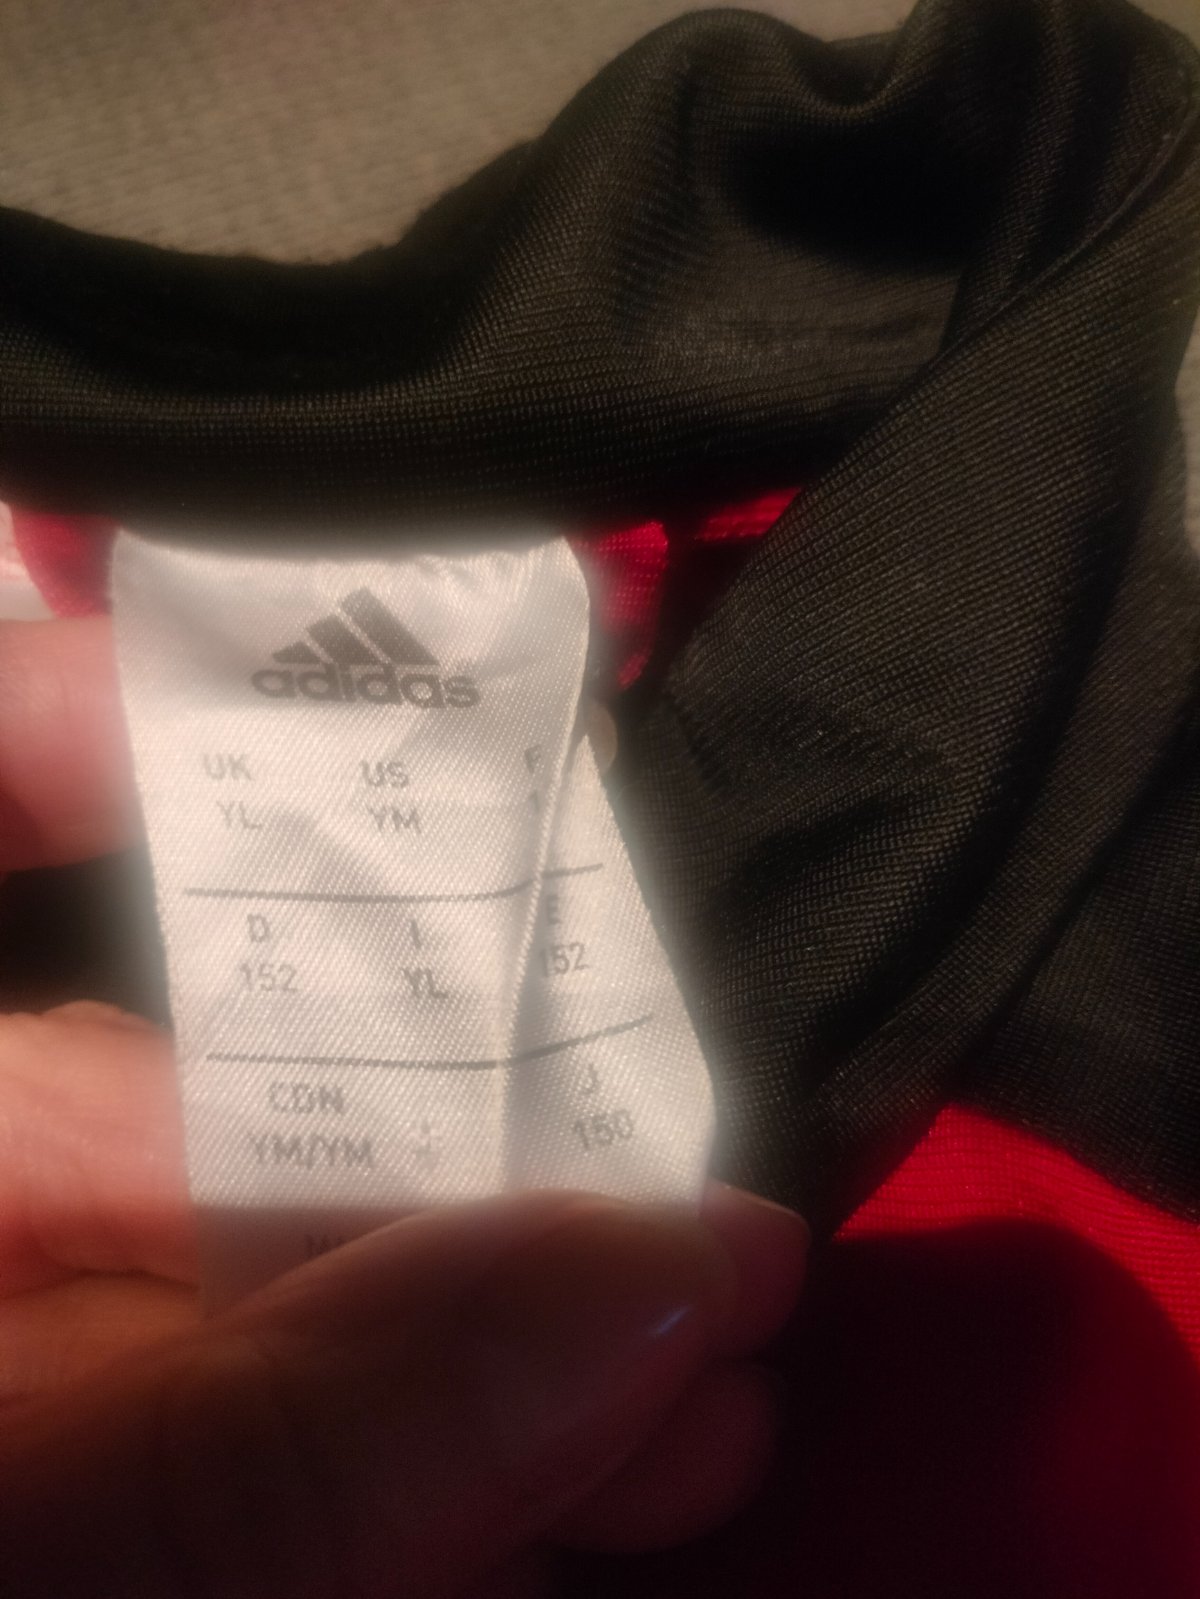 adidas
UK US F
YL YM
D I E
152 YL 152
CDN J
YM/YM 150